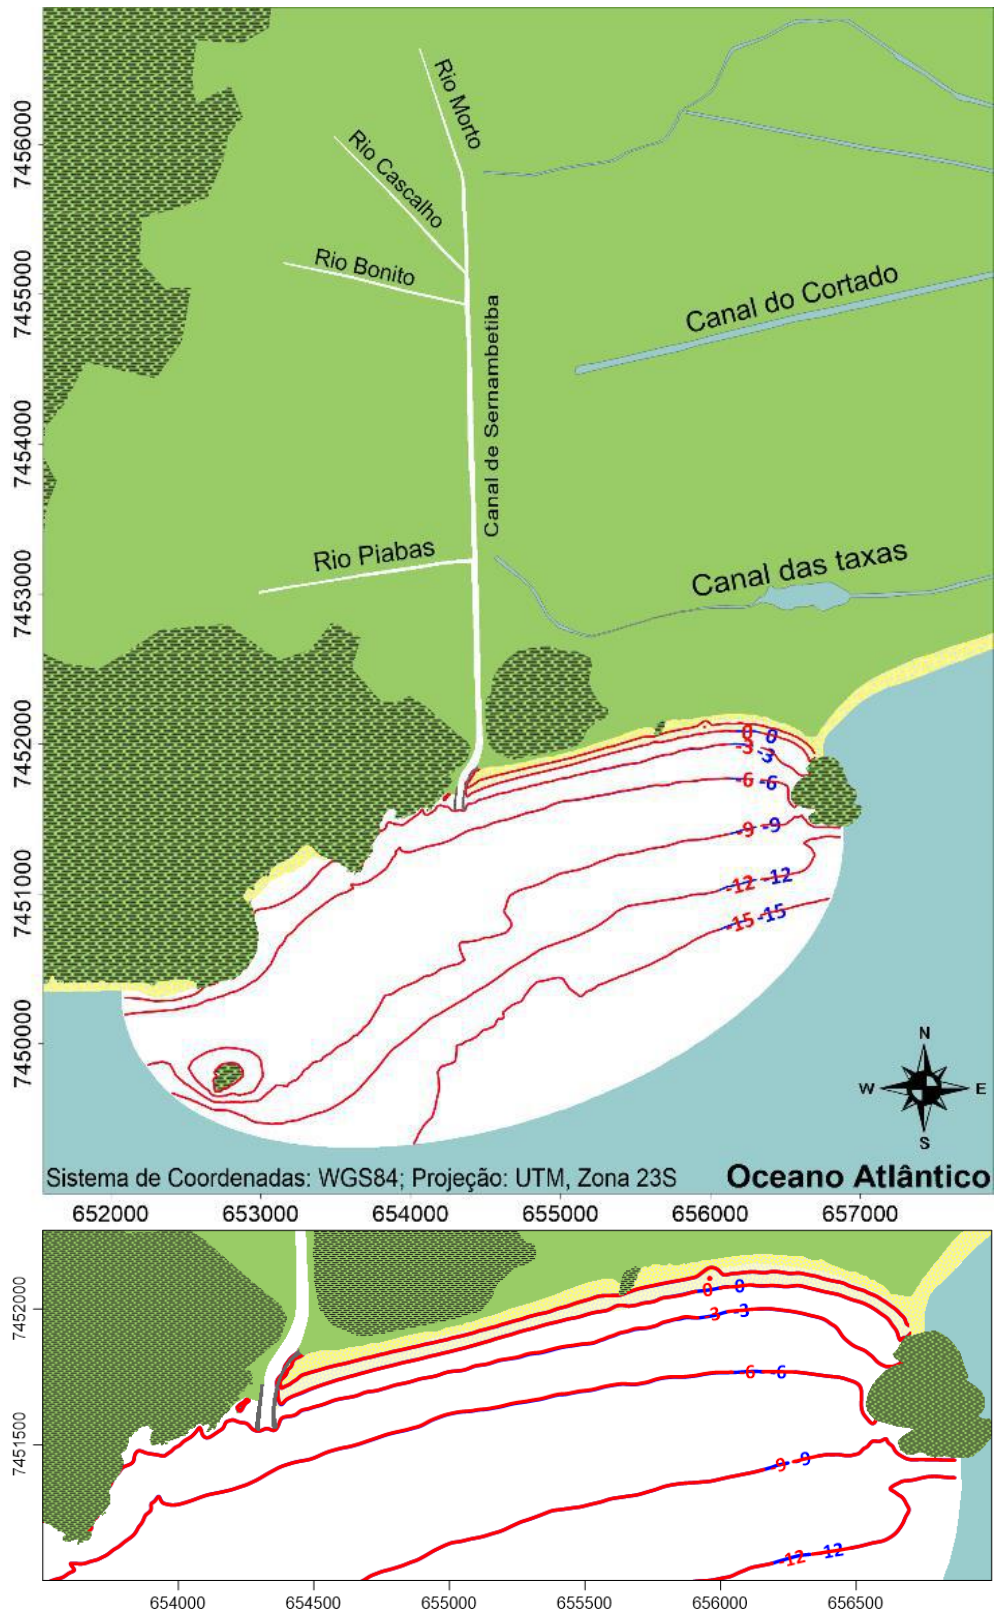 Rio Morto
Rio Cascalho
Rio Bonito
Canal do Cortado
Canal de Sernambetiba
Rio Piabas
Canal das taxas
7456000
7455000
7454000
7453000
7452000
7451000
7450000
0 0
-3 -3
-6 -6
-9 -9
-12 -12
-15 -15
N
W E
S
Sistema de Coordenadas: WGS84; Projeção: UTM, Zona 23S
Oceano Atlântico
652000 653000 654000 655000 656000 657000
7452000
7451500
0 0
-3 -3
-6 -6
-9 -9
-12 -12
654000 654500 655000 655500 656000 656500